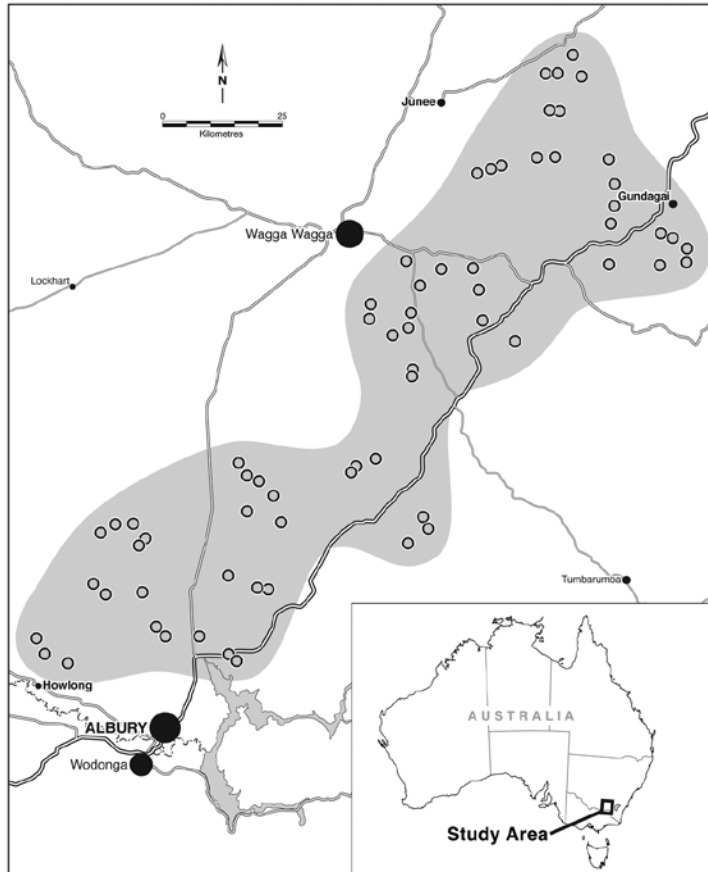 N
0
25
Kilometres
Junee
Gundagai
Wagga Wagga
Lockhart
Tumbarumba
Howlong
ALBURY
Wodonga
AUSTRALIA
Study Area